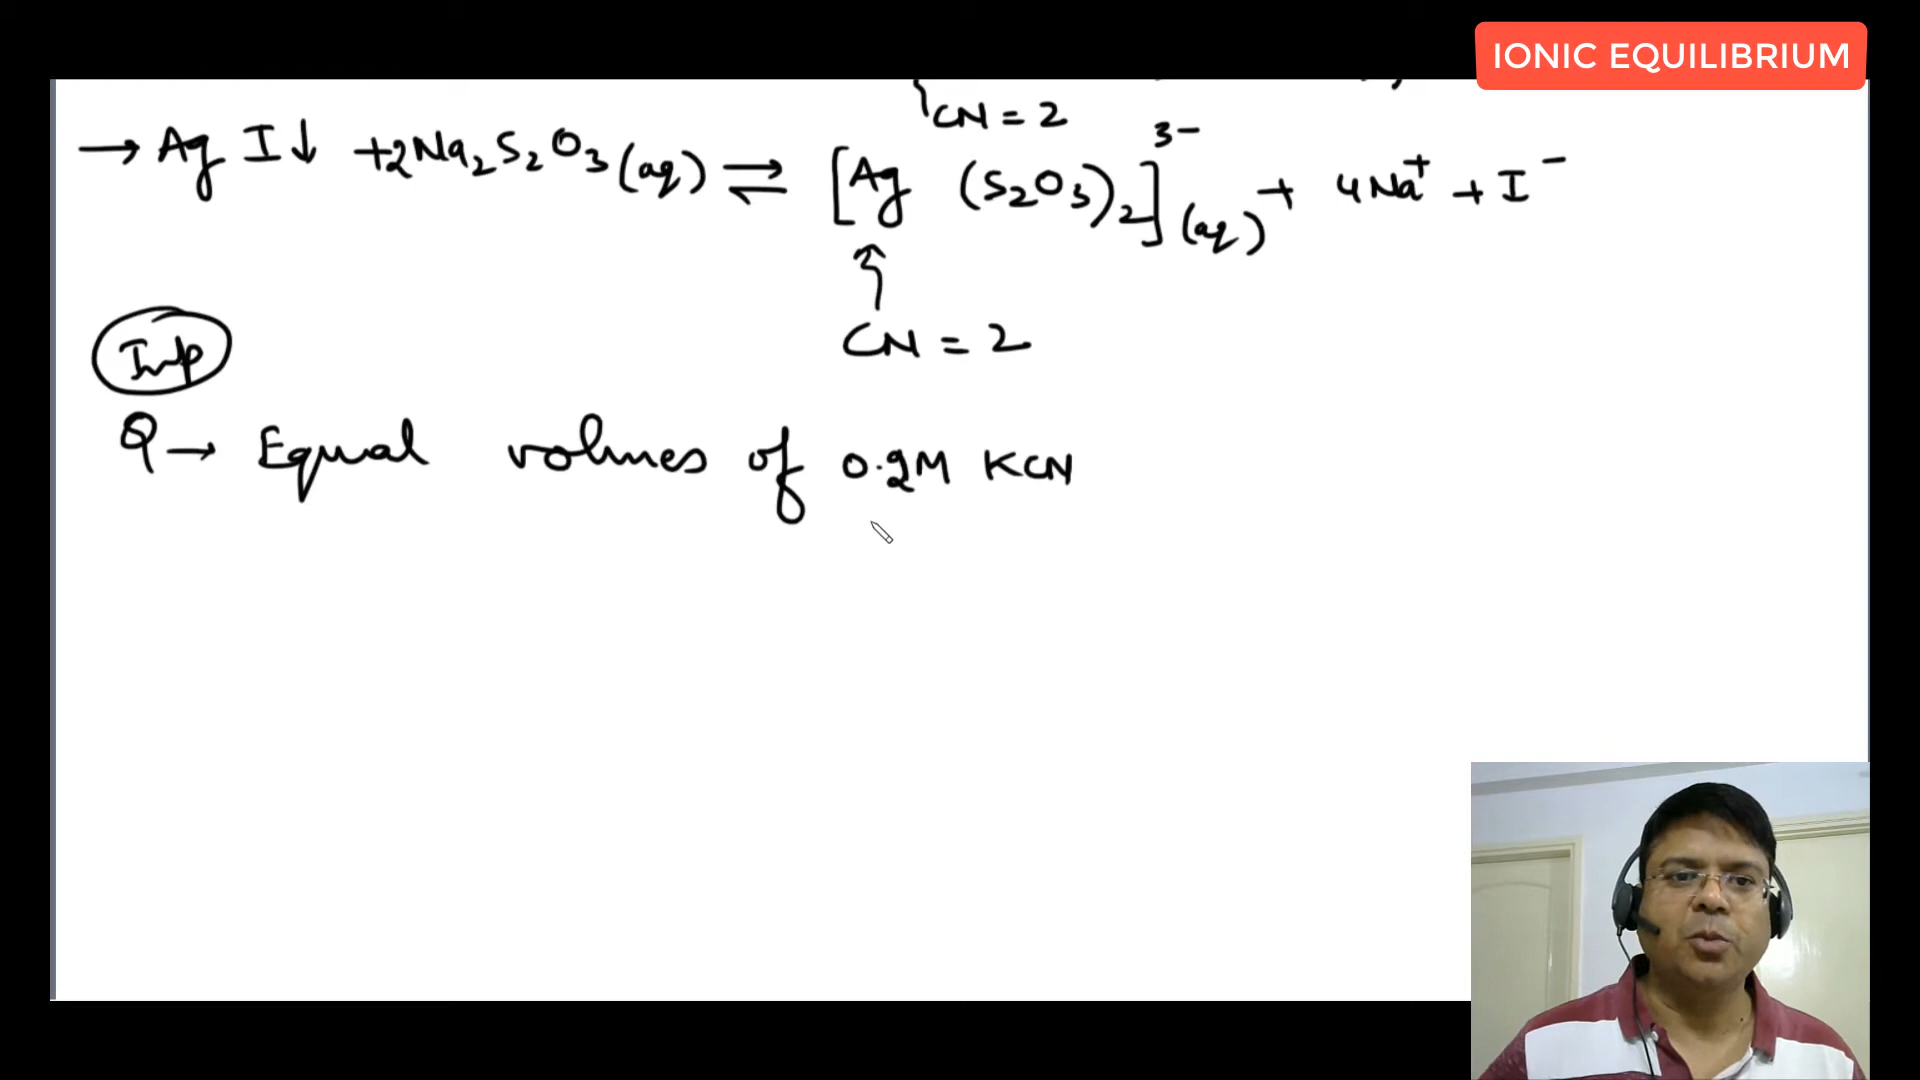 IONIC EQUILIBRIUM
CN = 2
→ Ag I↓ + 2Na₂S₂O₃(aq) ⇌ [Ag (S₂O₃)₂]³⁻(aq) + 4Na⁺ + I⁻
CN = 2
Imp
Q → Equal volumes of 0.2M KCN